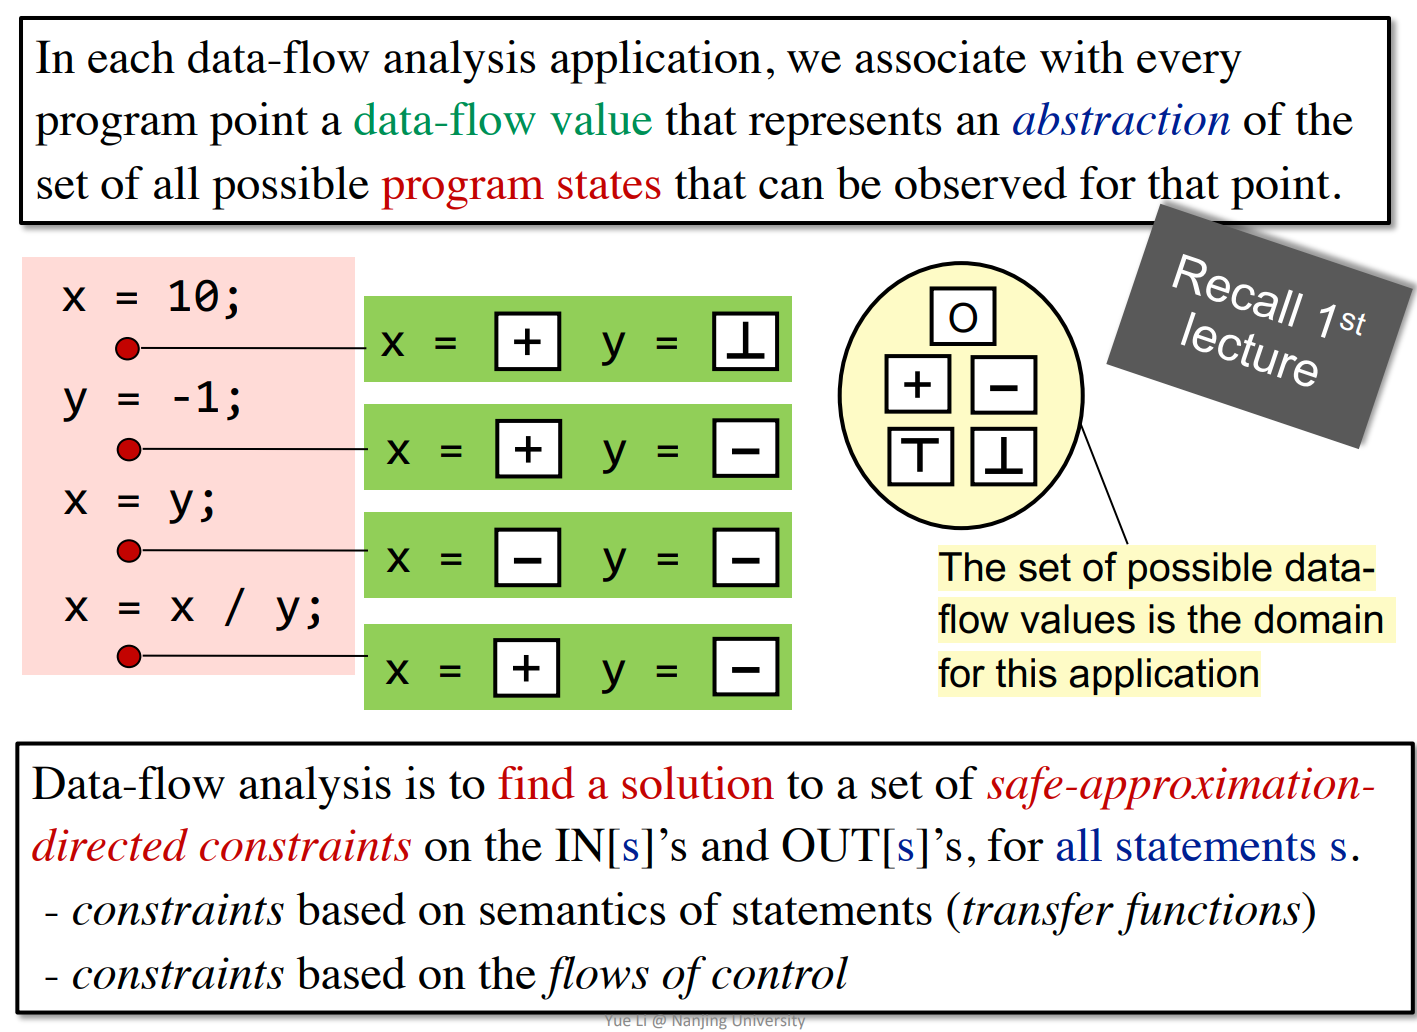 In each data-flow analysis application, we associate with every
program point a data-flow value that represents an abstraction of the
set of all possible program states that can be observed for that point.
Recall 1st
lecture
x = 10;
x = + y = ⊥
y = -1;
x = + y = −
x = y;
x = − y = −
x = x / y;
x = + y = −
O
+ −
⊤ ⊥
The set of possible data-
flow values is the domain
for this application
Data-flow analysis is to find a solution to a set of safe-approximation-
directed constraints on the IN[s]’s and OUT[s]’s, for all statements s.
- constraints based on semantics of statements (transfer functions)
- constraints based on the flows of control
Yue Li @ Nanjing University